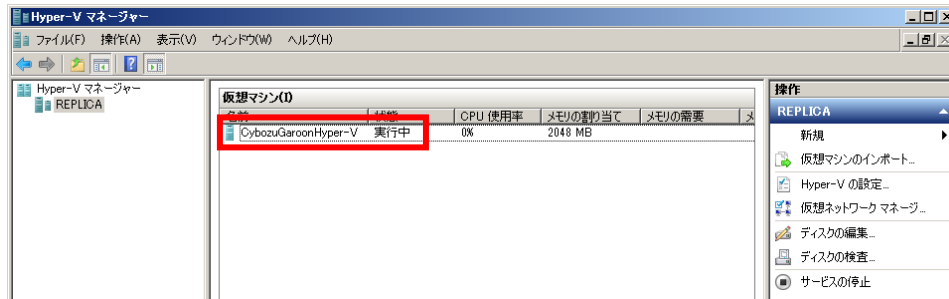 Hyper-V マネージャー
ファイル(F) 操作(A) 表示(V) ウィンドウ(W) ヘルプ(H)
Hyper-V マネージャー
REPLICA
仮想マシン(I)
名前 状態 CPU 使用率 メモリの割り当て メモリの需要 メ
CybozuGaroonHyper-V 実行中 0% 2048 MB
操作
REPLICA
新規
仮想マシンのインポート...
Hyper-V の設定...
仮想ネットワーク マネージ...
ディスクの編集...
ディスクの検査...
サービスの停止